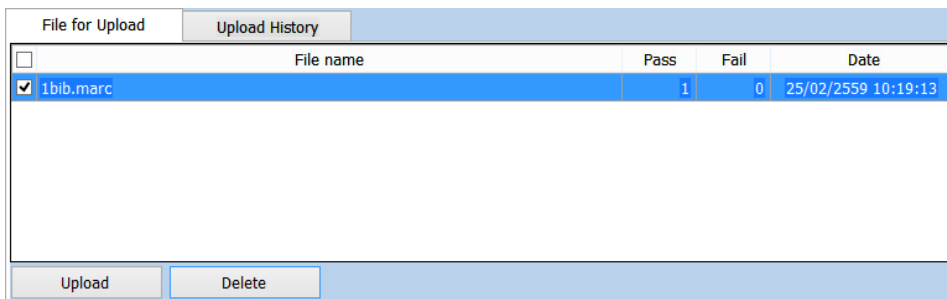 File for Upload Upload History
File name Pass Fail Date
1bib.marc 1 0 25/02/2559 10:19:13
Upload Delete